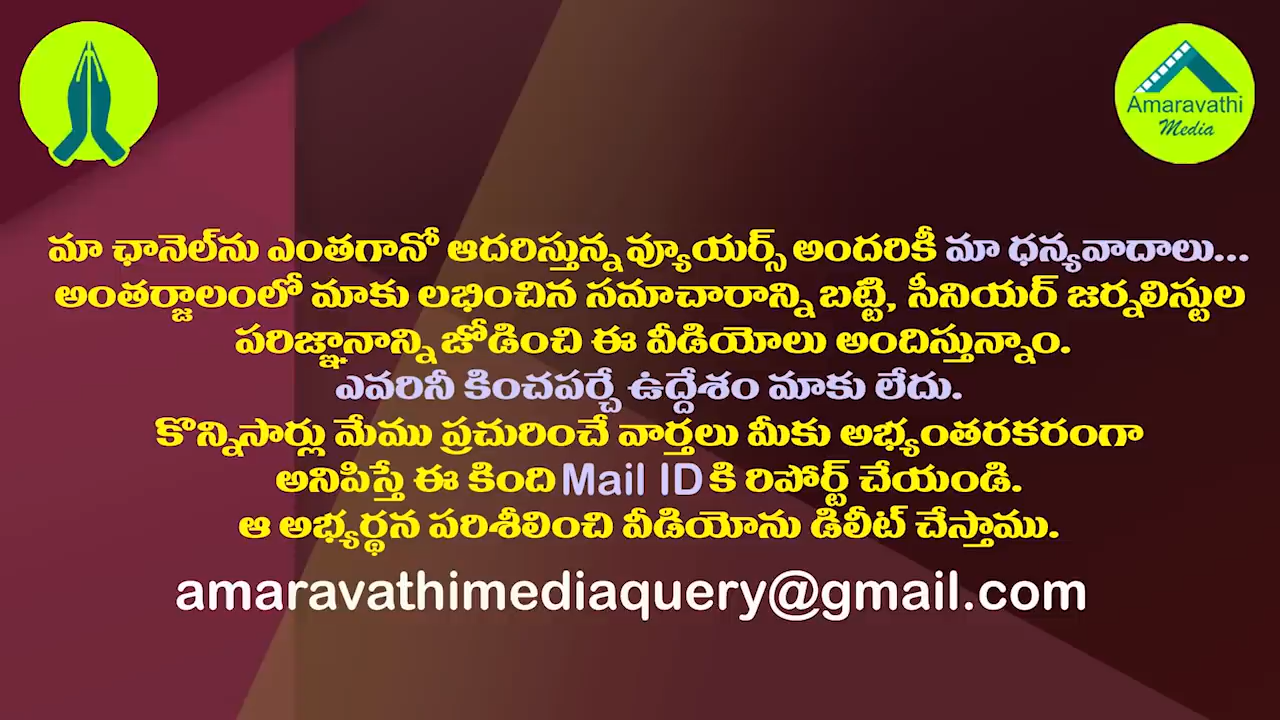 Amaravathi
Media
మా ఛానెల్‌ను ఎంతగానో ఆదరిస్తున్న వ్యూయర్స్ అందరికీ మా ధన్యవాదాలు...
అంతర్జాలంలో మాకు లభించిన సమాచారాన్ని బట్టి, సీనియర్ జర్నలిస్టుల
పరిజ్ఞానాన్ని జోడించి ఈ వీడియోలు అందిస్తున్నాం.
ఎవరినీ కించపర్చే ఉద్దేశం మాకు లేదు.
కొన్నిసార్లు మేము ప్రచురించే వార్తలు మీకు అభ్యంతరకరంగా
అనిపిస్తే ఈ కింది Mail ID కి రిపోర్ట్ చేయండి.
ఆ అభ్యర్థన పరిశీలించి వీడియోను డిలీట్ చేస్తాము.
amaravathimediaquery@gmail.com